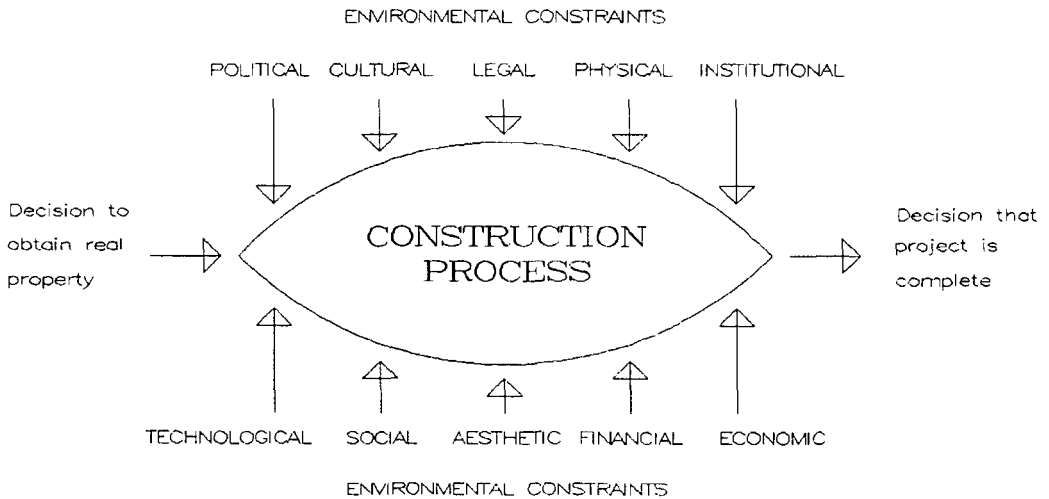 ENVIRONMENTAL CONSTRAINTS
POLITICAL CULTURAL LEGAL PHYSICAL INSTITUTIONAL
Decision to
obtain real
property
CONSTRUCTION
PROCESS
Decision that
project is
complete
TECHNOLOGICAL SOCIAL AESTHETIC FINANCIAL ECONOMIC
ENVIRONMENTAL CONSTRAINTS